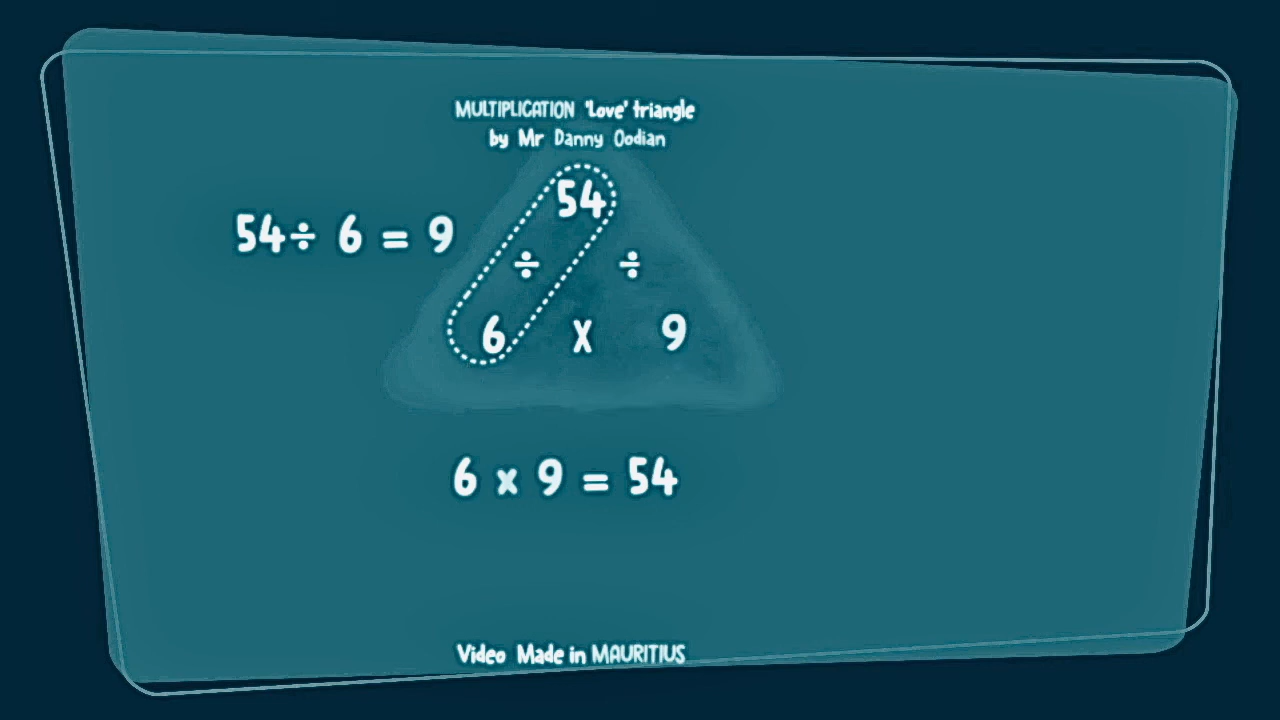 MULTIPLICATION 'Love' triangle
by Mr Danny Oodian
54
54÷ 6 = 9
÷ ÷
6 x 9
6 x 9 = 54
Video Made in MAURITIUS